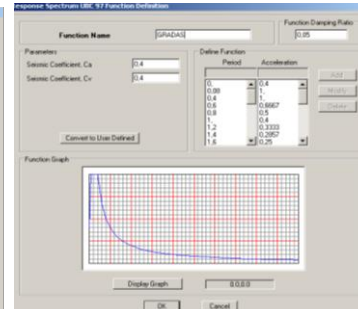 esponse Spectrum UBC 97 Function Definition
Function Damping Ratio
Function Name
GRADAS
0,05
Parameters
Seismic Coefficient, Ca
0,4
Seismic Coefficient, Cv
0,4
Convert to User Defined
Define Function
Period
Acceleration
Add
Modify
Delete
0, 0,4
0,08 1,
0,4 1,
0,6 0,6667
0,8 0,5
1, 0,4
1,2 0,3333
1,4 0,2857
1,6 0,25
Function Graph
Display Graph
OK
Cancel